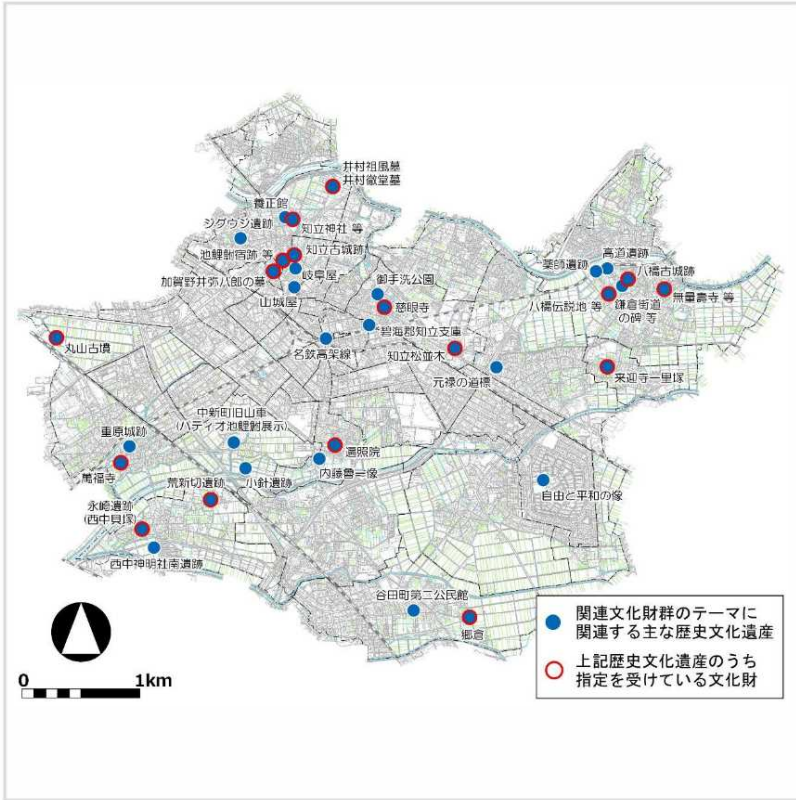 井村祖風墓
井村徹堂墓
養正館
ジグウジ遺跡
知立神社 等
池鯉鮒宿跡 等
知立古城跡
加賀野井弥八郎の墓
岐阜屋
山城屋
御手洗公園
慈眼寺
碧海郡知立支庫
名鉄高架線
知立松並木
元禄の道標
薬師遺跡
高道遺跡
八橋古城跡
八橋伝説地 等
鎌倉街道
の碑 等
無量壽寺 等
来迎寺一里塚
丸山古墳
中新町旧山車
(パティオ池鯉鮒展示)
重原城跡
萬福寺
遍照院
内藤魯一像
小針遺跡
荒新切遺跡
自由と平和の像
永崎遺跡
(西中貝塚)
西中神明社南遺跡
谷田町第二公民館
郷倉
0 1km
関連文化財群のテーマに
関連する主な歴史文化遺産
上記歴史文化遺産のうち
指定を受けている文化財